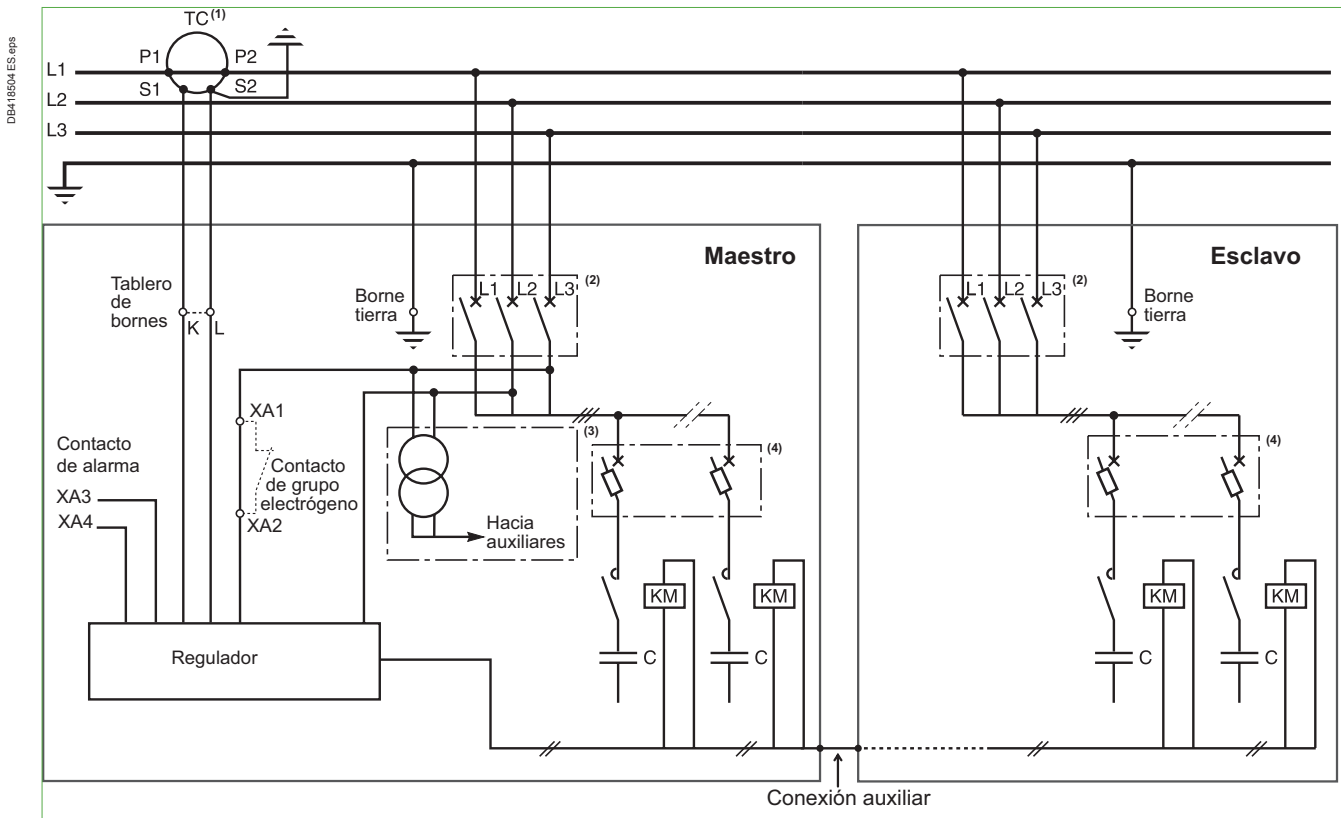 DB418504 ES.eps
TC(1)
P1
P2
L1
S1
S2
L2
L3
Maestro
Esclavo
Tablero
de
bornes
K
L
Borne
tierra
L1
L2
L3
(2)
L1
L2
L3
(2)
Borne
tierra
XA1
Contacto
de grupo
electrógeno
XA2
Contacto
de alarma
XA3
XA4
(3)
Hacia
auxiliares
(4)
(4)
KM
KM
KM
KM
C
C
C
C
Regulador
Conexión auxiliar